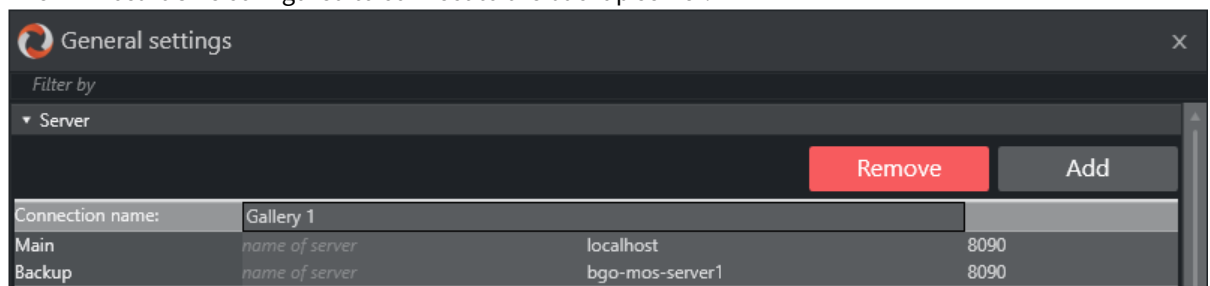 General settings x
Filter by
▾ Server
Remove Add
Connection name: Gallery 1
Main name of server localhost 8090
Backup name of server bgo-mos-server1 8090